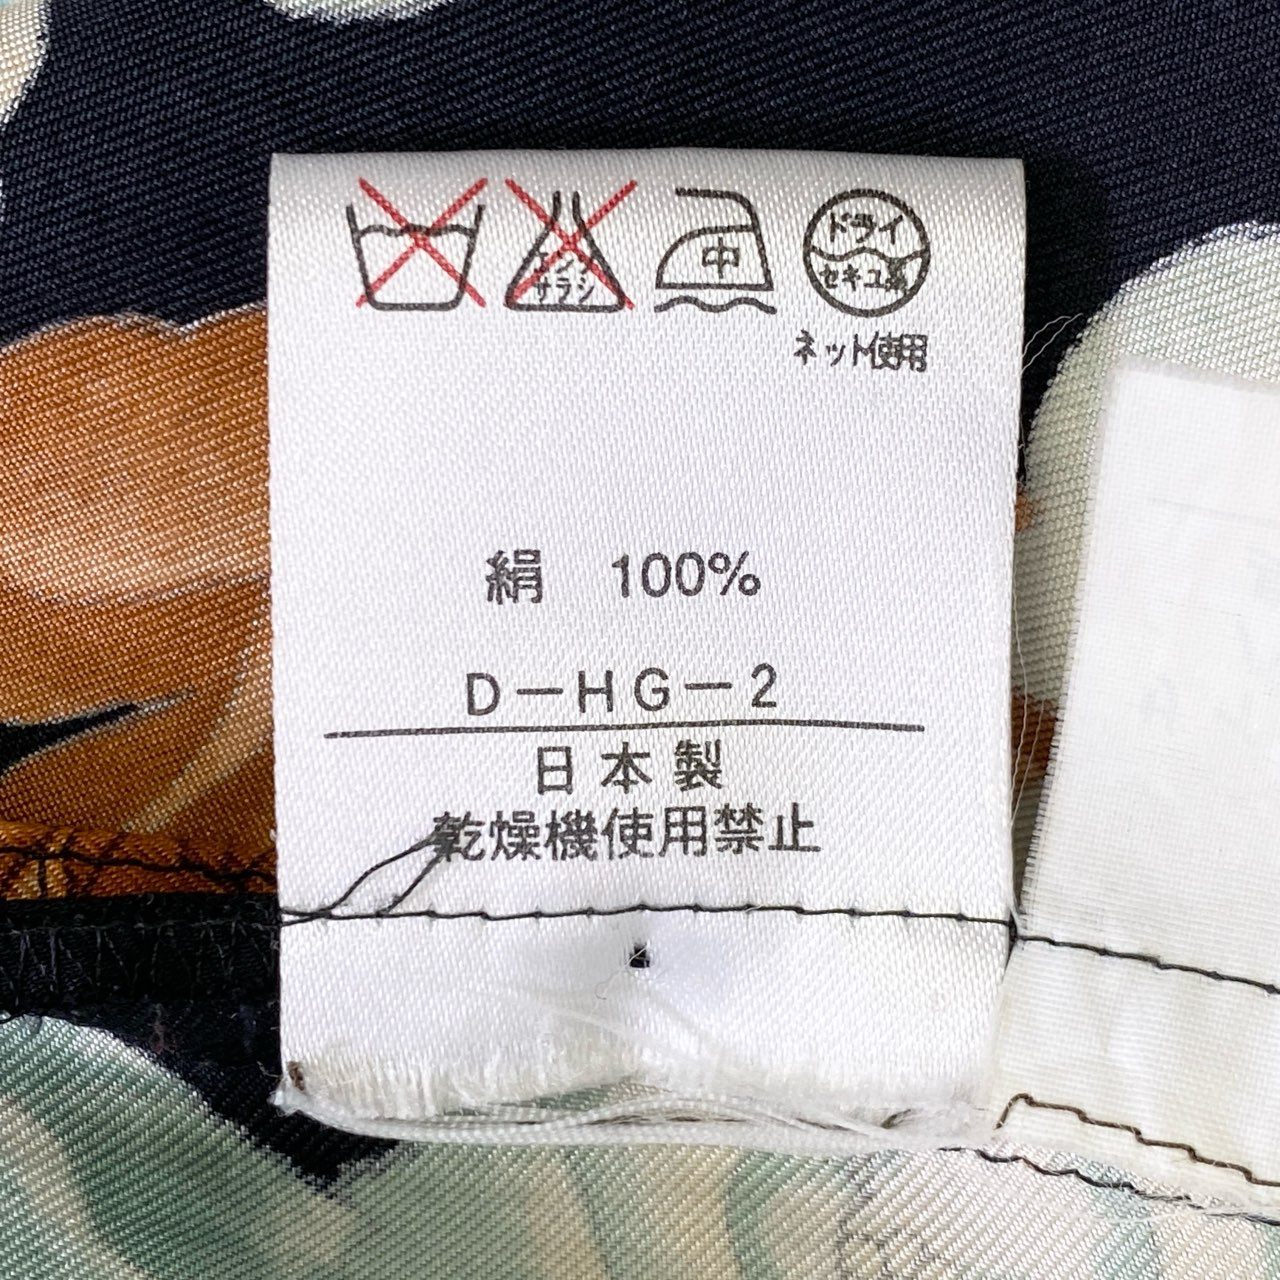 エンソ
サラシ
中
ドライ
セキユ系
ネット使用
絹 100%
D－HG－2
日本製
乾燥機使用禁止